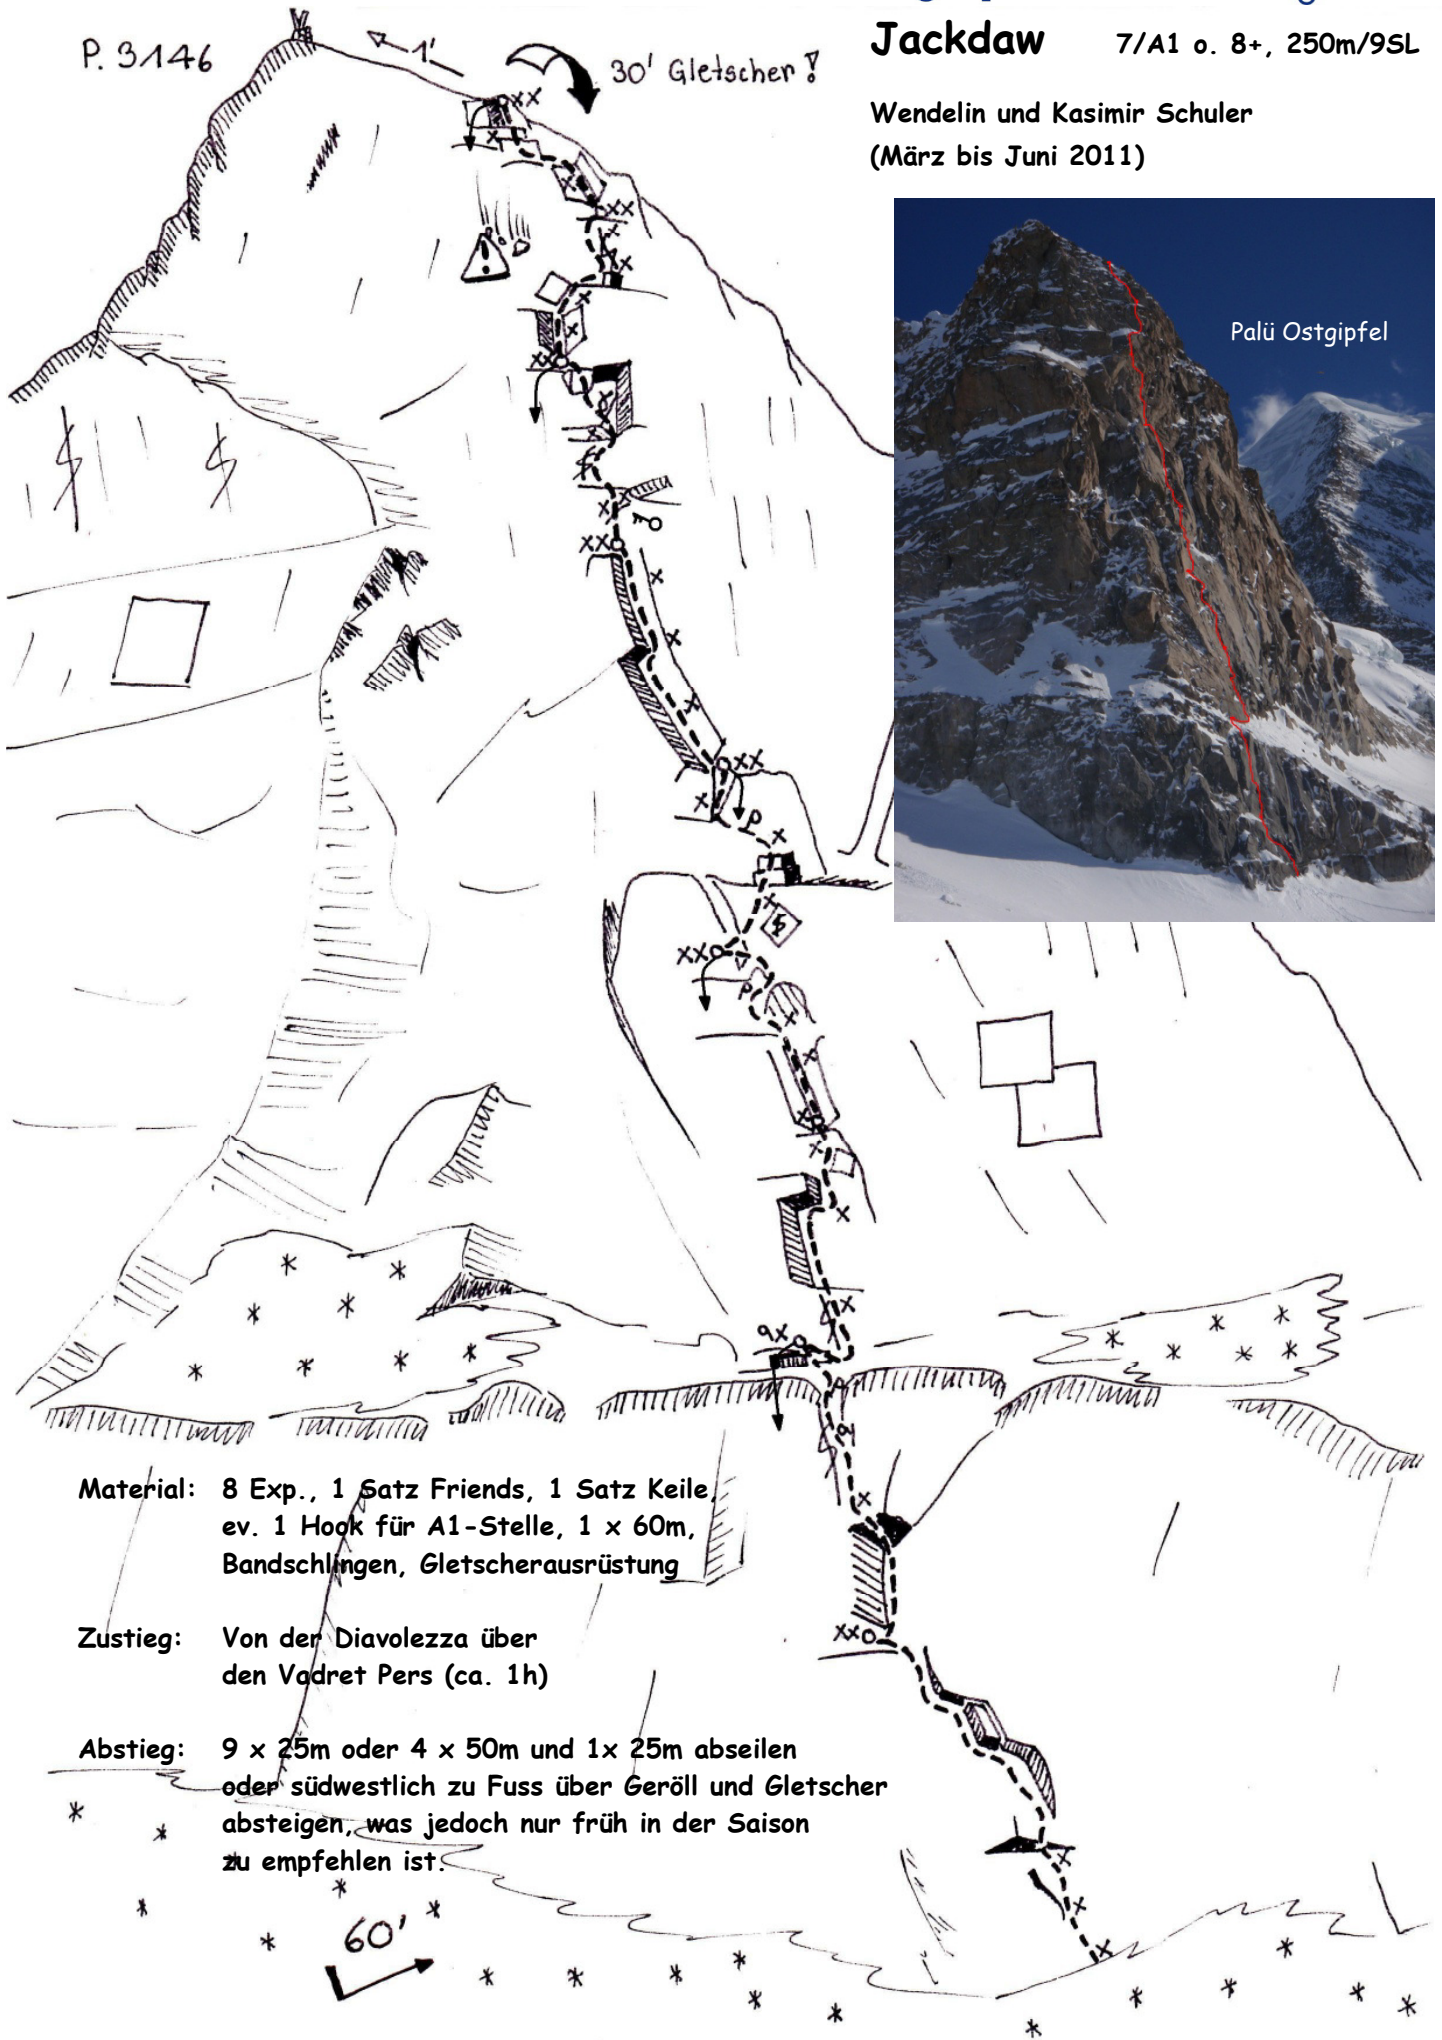 Jackdaw 7/A1 o. 8+, 250m/9SL
Wendelin und Kasimir Schuler
(März bis Juni 2011)
P. 3146
1'
30' Gletscher!
Palü Ostgipfel
Material: 8 Exp., 1 Satz Friends, 1 Satz Keile,
ev. 1 Hook für A1-Stelle, 1 x 60m,
Bandschlingen, Gletscherausrüstung
Zustieg: Von der Diavolezza über
den Vadret Pers (ca. 1h)
Abstieg: 9 x 25m oder 4 x 50m und 1x 25m abseilen
oder südwestlich zu Fuss über Geröll und Gletscher
absteigen, was jedoch nur früh in der Saison
zu empfehlen ist.
60'